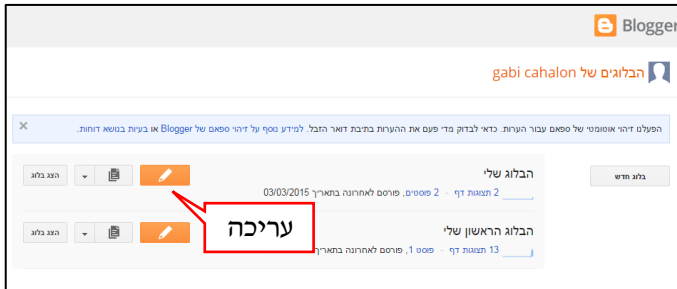 Blogger
הבלוגים של gabi cahalon
הפעלנו זיהוי אוטומטי של ספאם עבור הערות. כדאי לבדוק מדי פעם את ההערות בתיבת דואר הזבל. למידע נוסף על זיהוי ספאם של Blogger או בעיות בנושא דוחות.
בלוג חדש
הבלוג שלי
2 תצוגות דף - 2 פוסטים, פורסם לאחרונה בתאריך 03/03/2015
הצג בלוג
עריכה
הבלוג הראשון שלי
13 תצוגות דף - פוסט 1, פורסם לאחרונה בתאריך
הצג בלוג